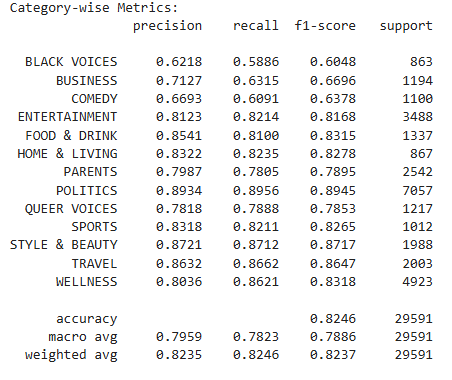 Category-wise Metrics:
precision recall f1-score support
BLACK VOICES 0.6218 0.5886 0.6048 863
BUSINESS 0.7127 0.6315 0.6696 1194
COMEDY 0.6693 0.6091 0.6378 1100
ENTERTAINMENT 0.8123 0.8214 0.8168 3488
FOOD & DRINK 0.8541 0.8100 0.8315 1337
HOME & LIVING 0.8322 0.8235 0.8278 867
PARENTS 0.7987 0.7805 0.7895 2542
POLITICS 0.8934 0.8956 0.8945 7057
QUEER VOICES 0.7818 0.7888 0.7853 1217
SPORTS 0.8318 0.8211 0.8265 1012
STYLE & BEAUTY 0.8721 0.8712 0.8717 1988
TRAVEL 0.8632 0.8662 0.8647 2003
WELLNESS 0.8036 0.8621 0.8318 4923
accuracy 0.8246 29591
macro avg 0.7959 0.7823 0.7886 29591
weighted avg 0.8235 0.8246 0.8237 29591